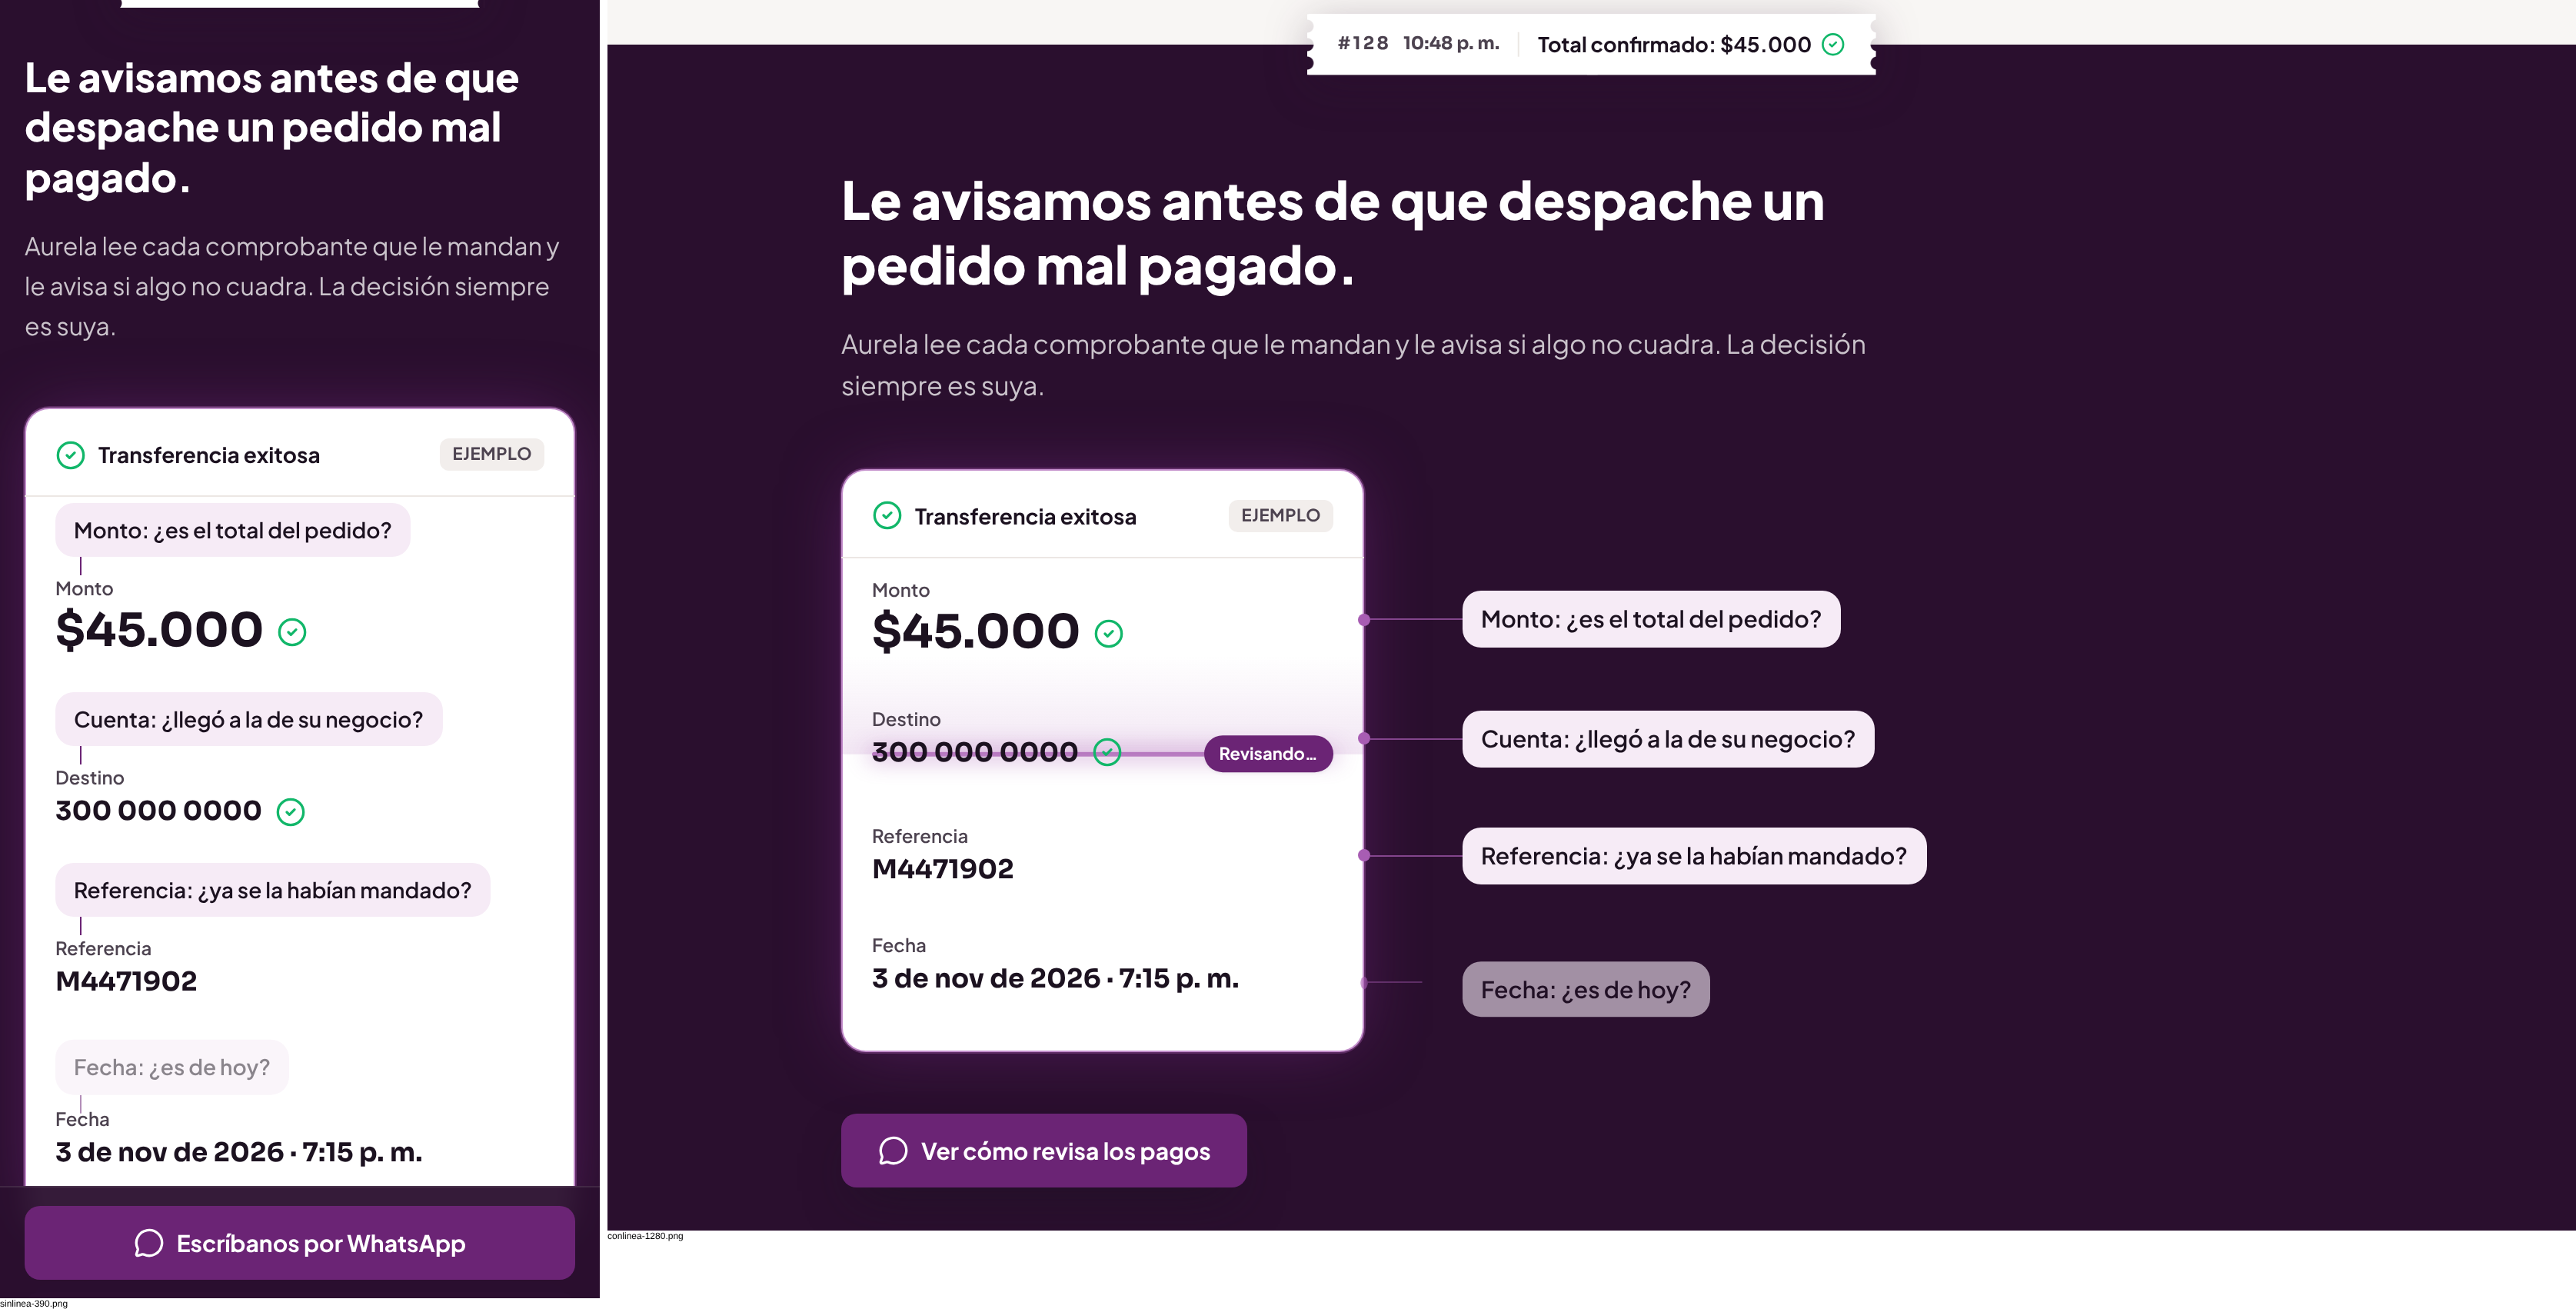 Le avisamos antes de que
despache un pedido mal
pagado.
Aurela lee cada comprobante que le mandan y
le avisa si algo no cuadra. La decisión siempre
es suya.
Transferencia exitosa
EJEMPLO
Monto: ¿es el total del pedido?
Monto
$45.000
Cuenta: ¿llegó a la de su negocio?
Destino
300 000 0000
Referencia: ¿ya se la habían mandado?
Referencia
M4471902
Fecha: ¿es de hoy?
Fecha
3 de nov de 2026 · 7:15 p. m.
Escríbanos por WhatsApp
sinlinea-390.png
#128 10:48 p. m. Total confirmado: $45.000
Le avisamos antes de que despache un
pedido mal pagado.
Aurela lee cada comprobante que le mandan y le avisa si algo no cuadra. La decisión
siempre es suya.
Transferencia exitosa
EJEMPLO
Monto
$45.000
Monto: ¿es el total del pedido?
Destino
300 000 0000
Revisando…
Cuenta: ¿llegó a la de su negocio?
Referencia
M4471902
Referencia: ¿ya se la habían mandado?
Fecha
3 de nov de 2026 · 7:15 p. m.
Fecha: ¿es de hoy?
Ver cómo revisa los pagos
conlinea-1280.png